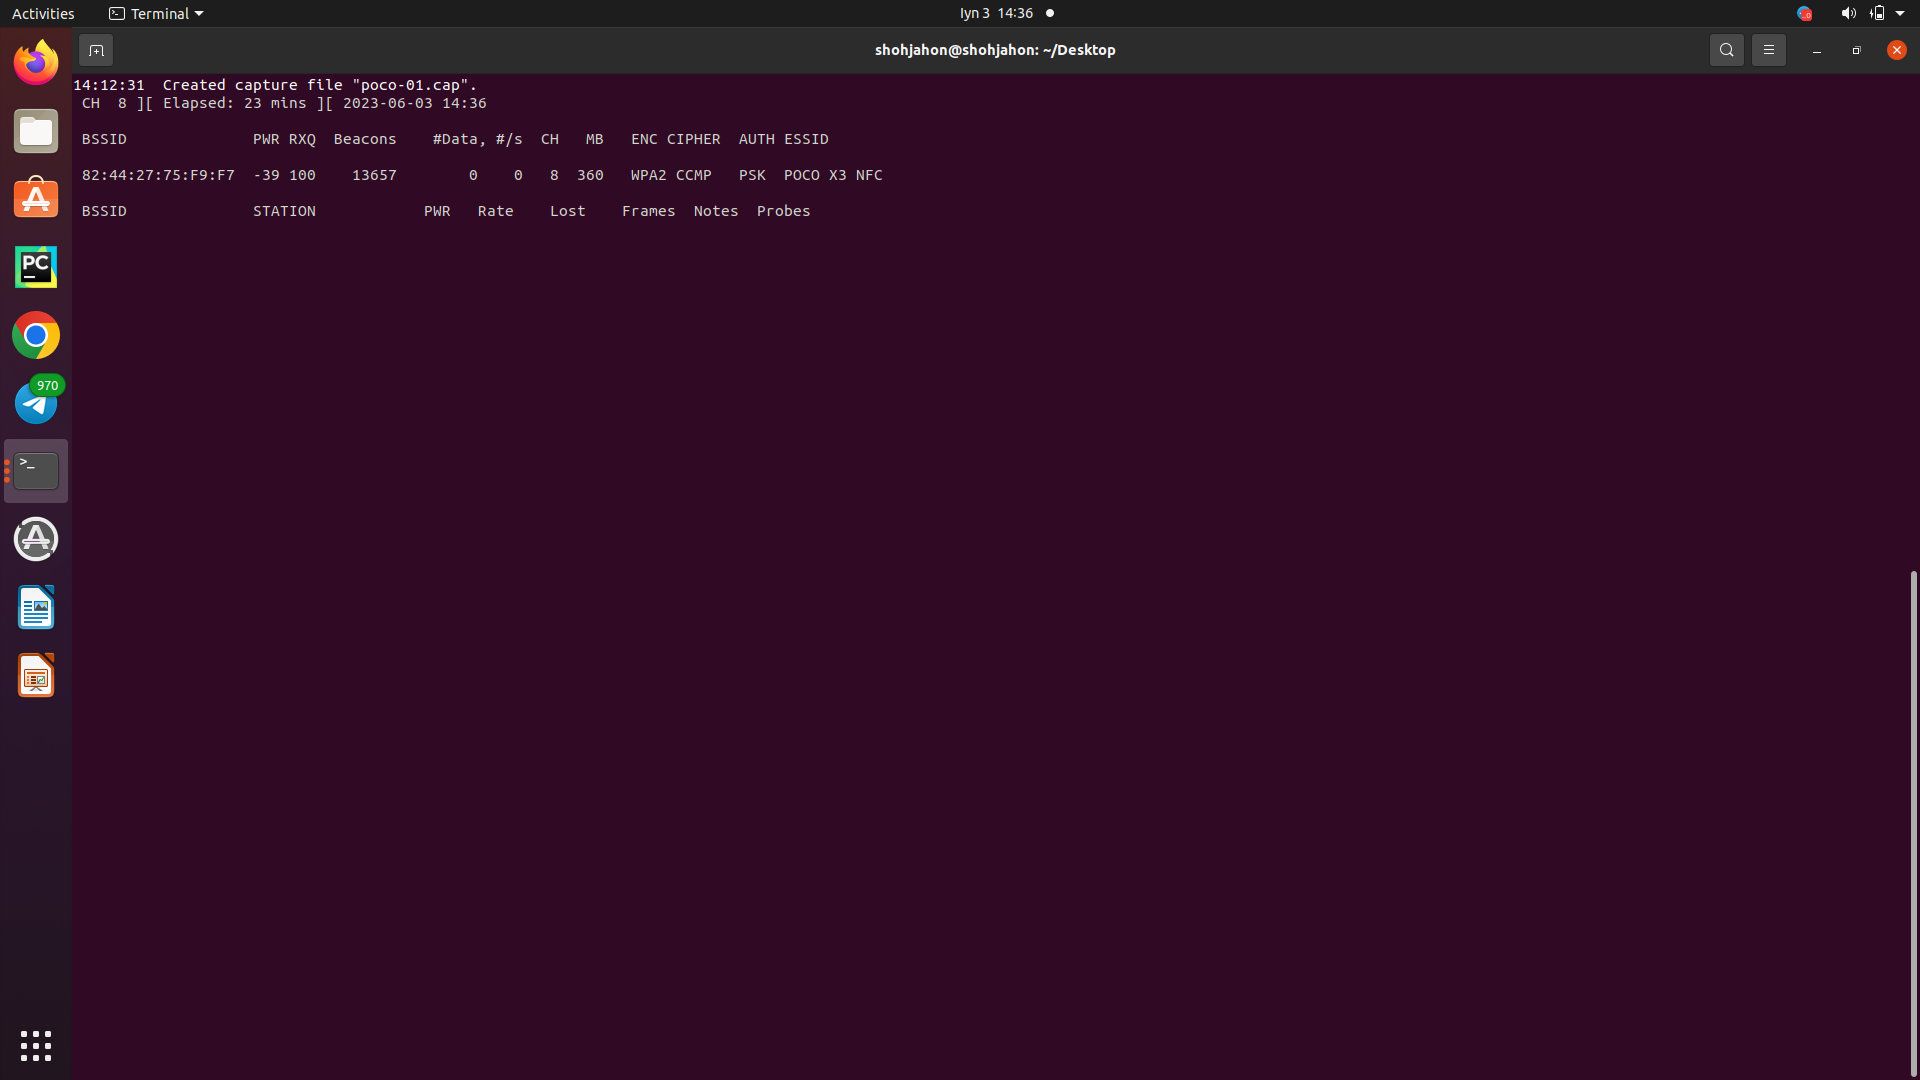 Activities Terminal Iyn 3 14:36
shohjahon@shohjahon: ~/Desktop
14:12:31  Created capture file "poco-01.cap".
CH  8 ][ Elapsed: 23 mins ][ 2023-06-03 14:36
BSSID              PWR RXQ  Beacons    #Data, #/s  CH   MB   ENC CIPHER  AUTH ESSID
82:44:27:75:F9:F7  -39 100    13657        0    0   8  360   WPA2 CCMP   PSK  POCO X3 NFC
BSSID              STATION            PWR   Rate    Lost    Frames  Notes  Probes
PC
970
>_